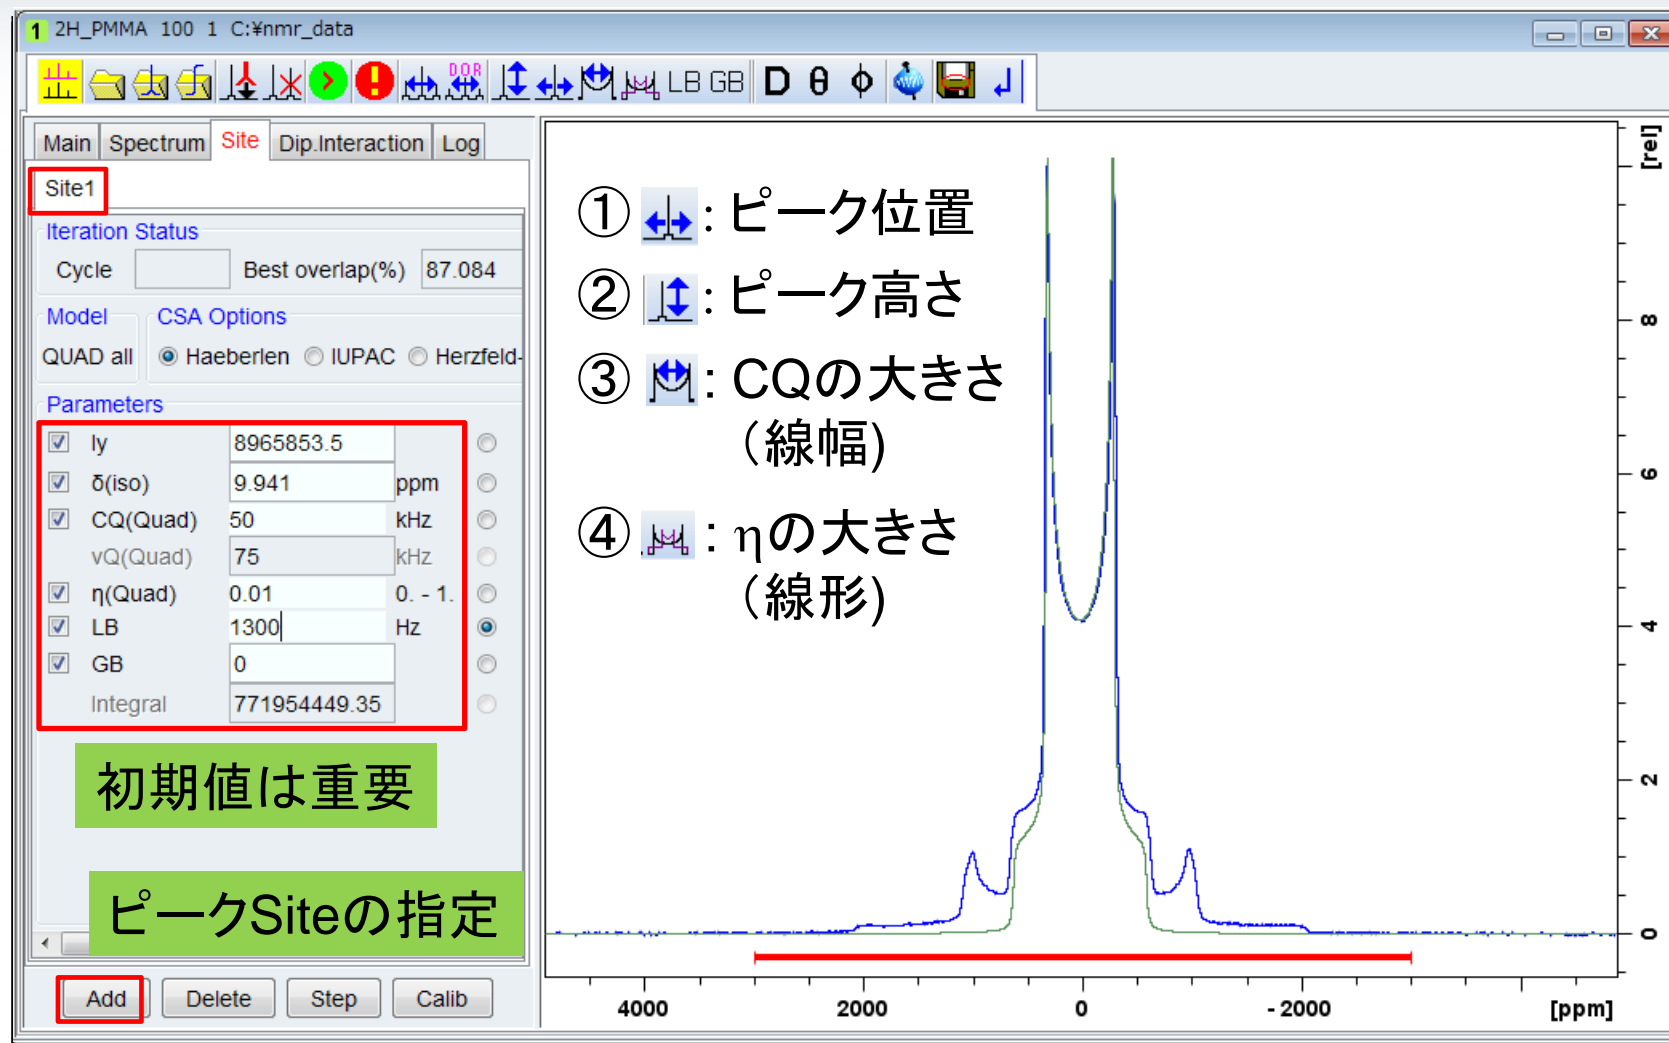 1 2H_PMMA 100 1 C:¥nmr_data
DOR LB GB D θ ϕ
Main Spectrum Site Dip.Interaction Log
Site1
Iteration Status
Cycle Best overlap(%) 87.084
Model CSA Options
QUAD all Haeberlen IUPAC Herzfeld-
Parameters
Iy 8965853.5
δ(iso) 9.941 ppm
CQ(Quad) 50 kHz
vQ(Quad) 75 kHz
η(Quad) 0.01 0. - 1.
LB 1300 Hz
GB 0
Integral 771954449.35
初期値は重要
ピークSiteの指定
Add Delete Step Calib
① : ピーク位置
② : ピーク高さ
③ : CQの大きさ
（線幅)
④ : ηの大きさ
（線形)
[rel]
8
6
4
2
0
4000 2000 0 -2000 [ppm]